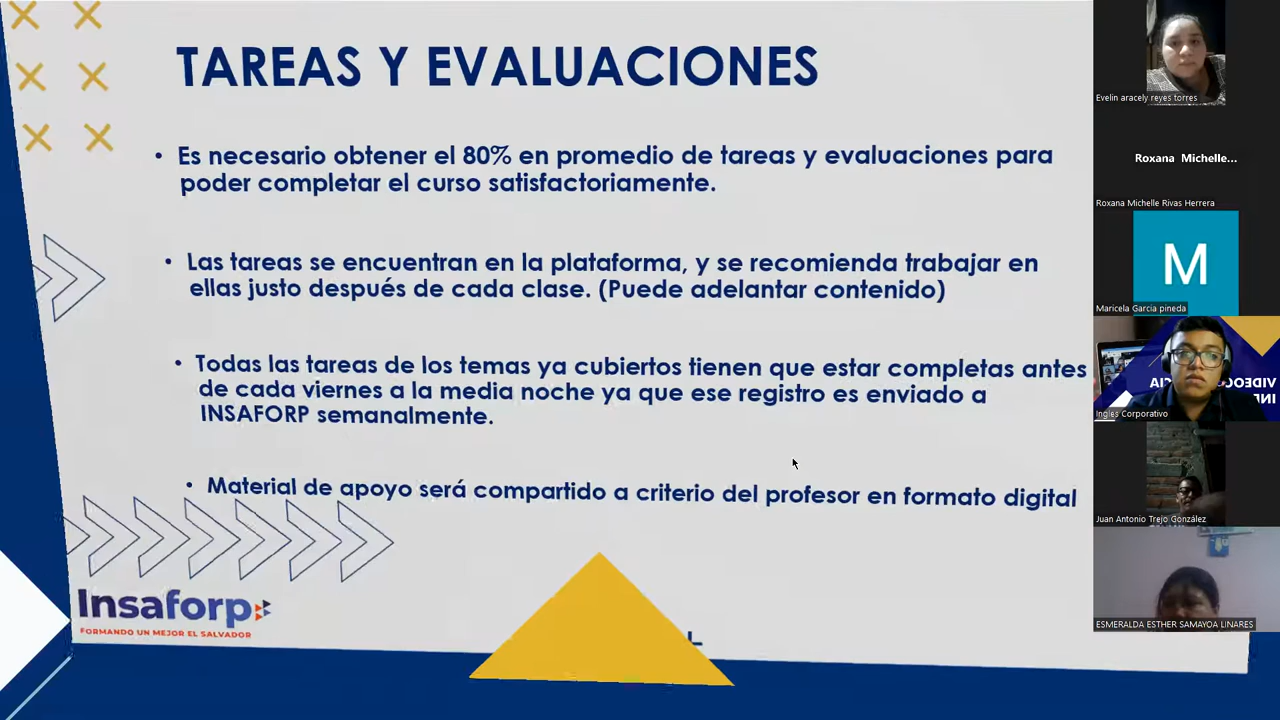 TAREAS Y EVALUACIONES
• Es necesario obtener el 80% en promedio de tareas y evaluaciones para
poder completar el curso satisfactoriamente.
• Las tareas se encuentran en la plataforma, y se recomienda trabajar en
ellas justo después de cada clase. (Puede adelantar contenido)
• Todas las tareas de los temas ya cubiertos tienen que estar completas antes
de cada viernes a la media noche ya que ese registro es enviado a
INSAFORP semanalmente.
• Material de apoyo será compartido a criterio del profesor en formato digital
Insaforp
FORMANDO UN MEJOR EL SALVADOR
L
Evelin aracely reyes torres
Roxana Michelle...
Roxana Michelle Rivas Herrera
M
Maricela Garcia pineda
Ingles Corporativo
Juan Antonio Trejo González
ESMERALDA ESTHER SAMAYOA LINARES